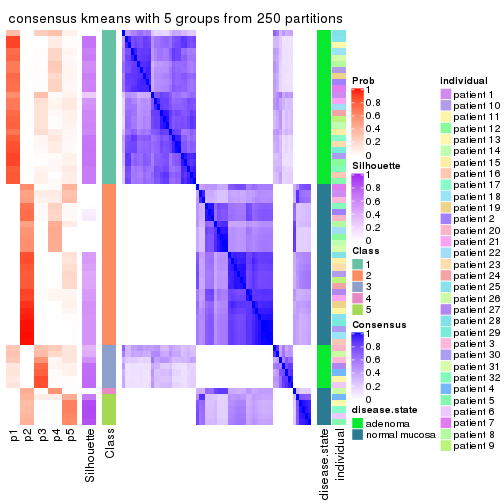 consensus kmeans with 5 groups from 250 partitions
p1
p2
p3
p4
p5
Silhouette
Class
disease.state
individual
Prob
1
0.8
0.6
0.4
0.2
0
Silhouette
1
0.8
0.6
0.4
0.2
0
Class
1
2
3
4
5
Consensus
1
0.8
0.6
0.4
0.2
0
disease.state
adenoma
normal mucosa
individual
patient 1
patient 10
patient 11
patient 12
patient 13
patient 14
patient 15
patient 16
patient 17
patient 18
patient 19
patient 2
patient 20
patient 21
patient 22
patient 23
patient 24
patient 25
patient 26
patient 27
patient 28
patient 29
patient 3
patient 30
patient 31
patient 32
patient 4
patient 5
patient 6
patient 7
patient 8
patient 9